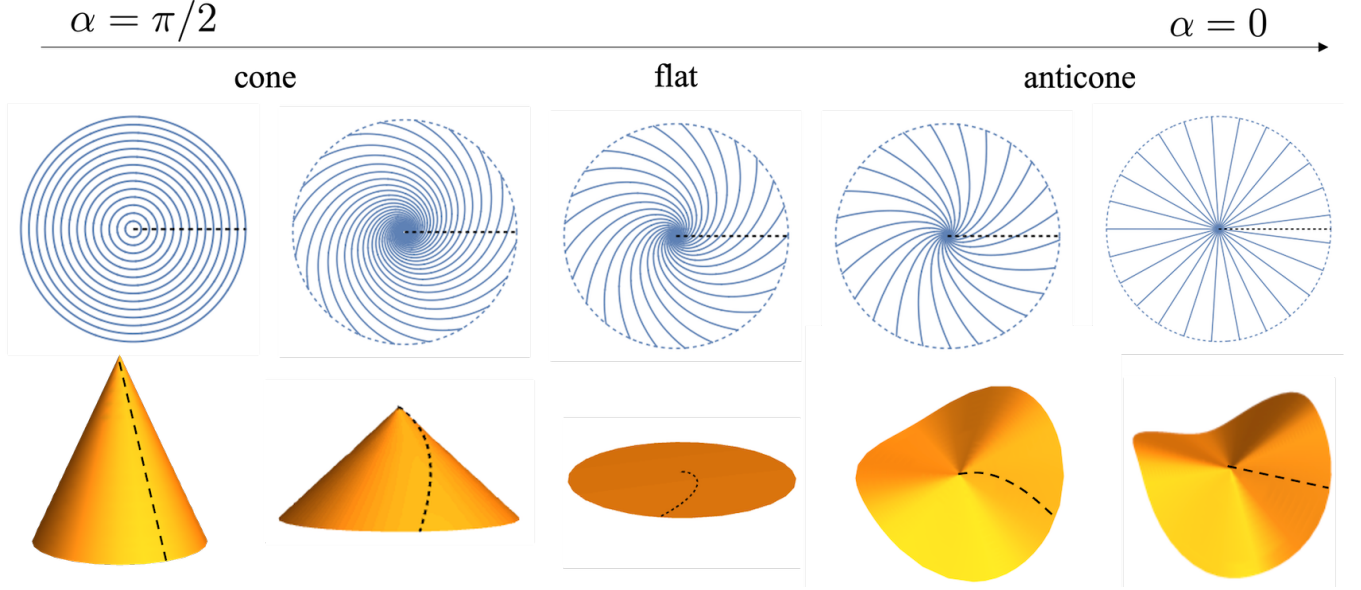 α = π/2
α = 0
cone
flat
anticone